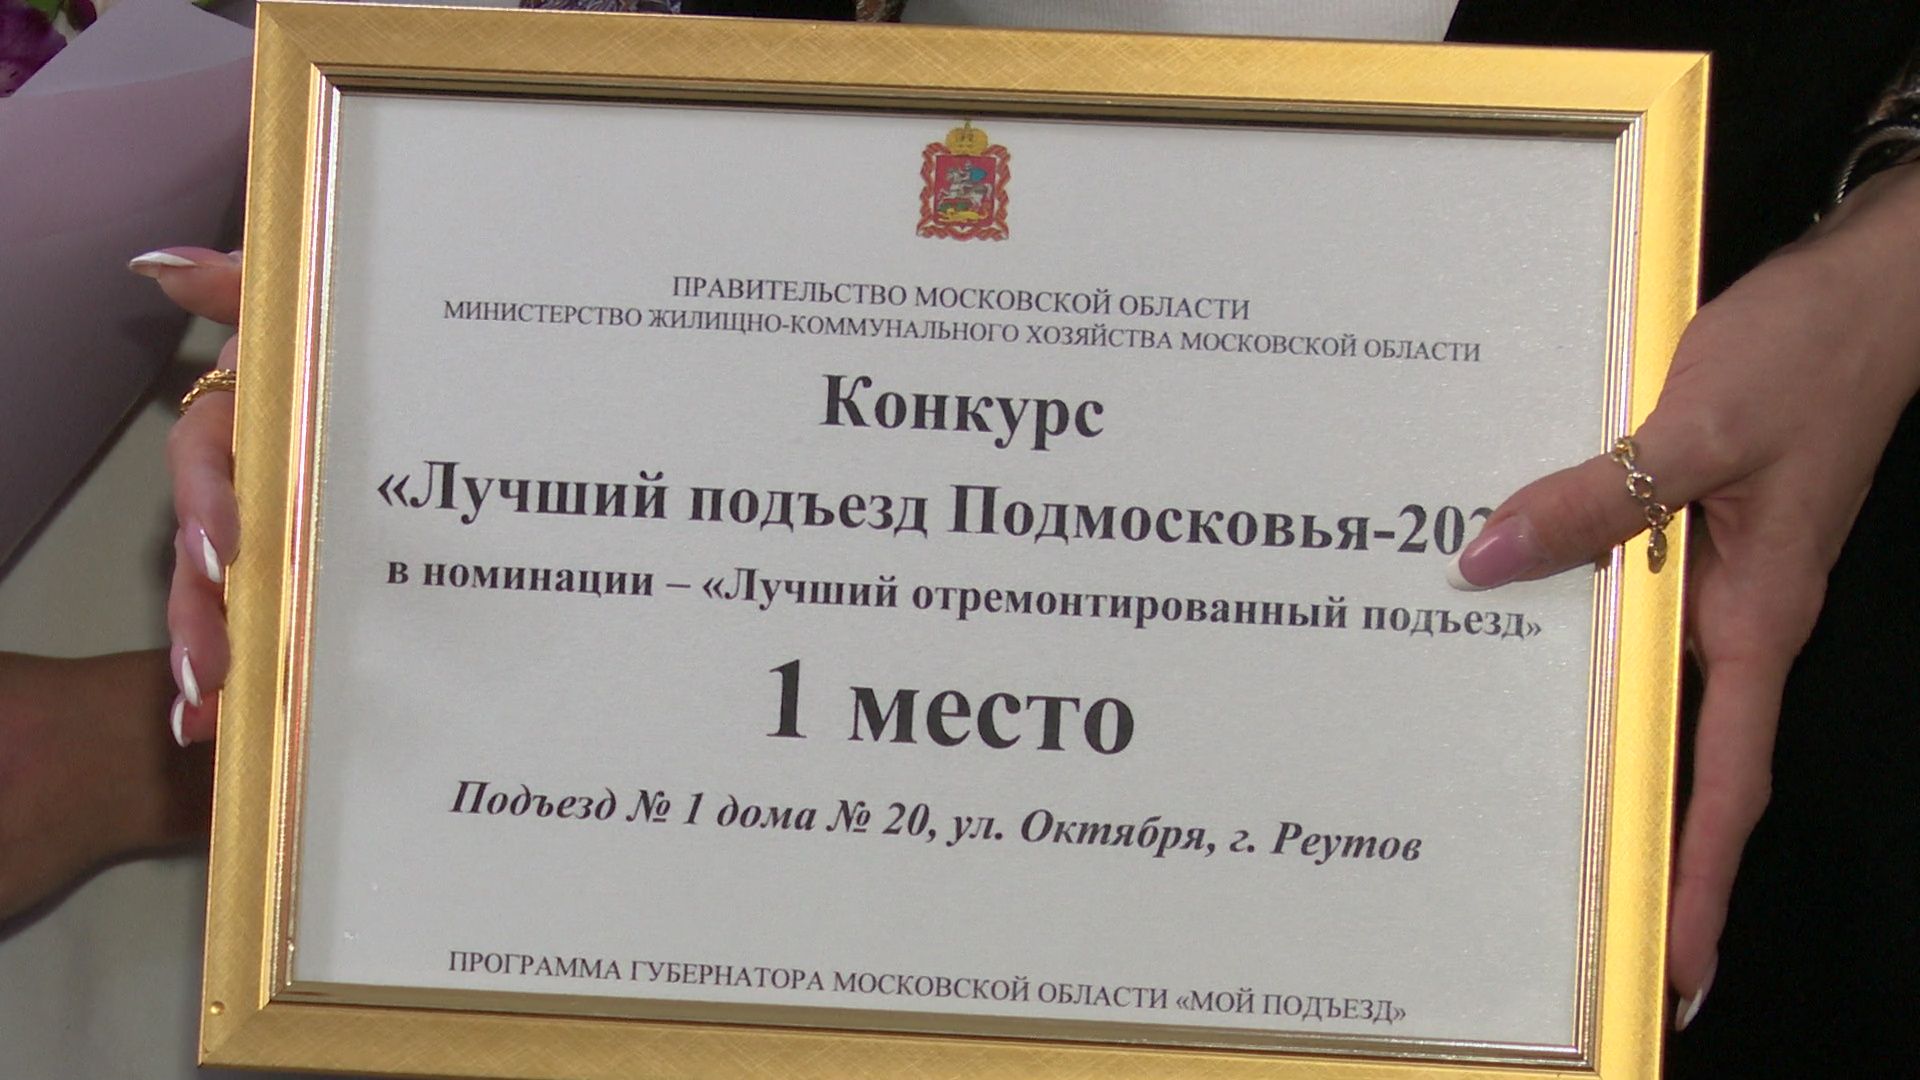 ПРАВИТЕЛЬСТВО МОСКОВСКОЙ ОБЛАСТИ
МИНИСТЕРСТВО ЖИЛИЩНО-КОММУНАЛЬНОГО ХОЗЯЙСТВА МОСКОВСКОЙ ОБЛАСТИ
Конкурс
«Лучший подъезд Подмосковья-202
в номинации – «Лучший отремонтированный подъезд»
1 место
Подъезд № 1 дома № 20, ул. Октября, г. Реутов
ПРОГРАММА ГУБЕРНАТОРА МОСКОВСКОЙ ОБЛАСТИ «МОЙ ПОДЪЕЗД»